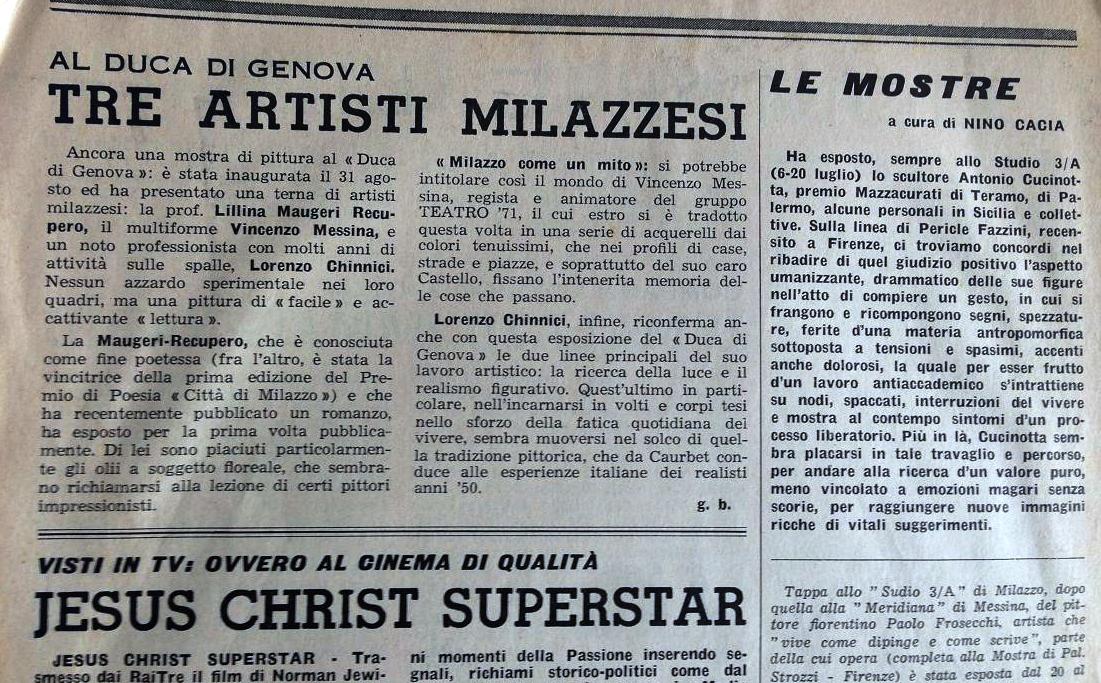 AL DUCA DI GENOVA
TRE ARTISTI MILAZZESI
Ancora una mostra di pittura al « Duca
di Genova »: è stata inaugurata il 31 ago-
sto ed ha presentato una terna di artisti
milazzesi: la prof. Lillina Maugeri Recu-
pero, il multiforme Vincenzo Messina, e
un noto professionista con molti anni di
attività sulle spalle, Lorenzo Chinnici.
Nessun azzardo sperimentale nei loro
quadri, ma una pittura di « facile » e ac-
cattivante « lettura ».
La Maugeri-Recupero, che è conosciuta
come fine poetessa (fra l'altro, è stata la
vincitrice della prima edizione del Pre-
mio di Poesia « Città di Milazzo ») e che
ha recentemente pubblicato un romanzo,
ha esposto per la prima volta pubblica-
mente. Di lei sono piaciuti particolarmen-
te gli olii a soggetto floreale, che sembra-
no richiamarsi alla lezione di certi pittori
impressionisti.
« Milazzo come un mito »: si potrebbe
intitolare così il mondo di Vincenzo Mes-
sina, regista e animatore del gruppo
TEATRO '71, il cui estro si è tradotto
questa volta in una serie di acquerelli dai
colori tenuissimi, che nei profili di case,
strade e piazze, e soprattutto del suo caro
Castello, fissano l'intenerita memoria del-
le cose che passano.
Lorenzo Chinnici, infine, riconferma an-
che con questa esposizione del « Duca di
Genova » le due linee principali del suo
lavoro artistico: la ricerca della luce e il
realismo figurativo. Quest'ultimo in parti-
colare, nell'incarnarsi in volti e corpi tesi
nello sforzo della fatica quotidiana del
vivere, sembra muoversi nel solco di quel-
la tradizione pittorica, che da Caurbet con-
duce alle esperienze italiane dei realisti
anni '50.
g. b.
LE MOSTRE
a cura di NINO CACIA
Ha esposto, sempre allo Studio 3/A
(6-20 luglio) lo scultore Antonio Cucinot-
ta, premio Mazzacurati di Teramo, di Pa-
lermo, alcune personali in Sicilia e collet-
tive. Sulla linea di Pericle Fazzini, recen-
sito a Firenze, ci troviamo concordi nel
ribadire di quel giudizio positivo l'aspetto
umanizzante, drammatico delle sue figure
nell'atto di compiere un gesto, in cui si
frangono e ricompongono segni, spezzatu-
re, ferite d'una materia antropomorfica
sottoposta a tensioni e spasimi, accenti
anche dolorosi, la quale per esser frutto
d'un lavoro antiaccademico s'intrattiene
su nodi, spaccati, interruzioni del vivere
e mostra al contempo sintomi d'un pro-
cesso liberatorio. Più in là, Cucinotta sem-
bra placarsi in tale travaglio e percorso,
per andare alla ricerca d'un valore puro,
meno vincolato a emozioni magari senza
scorie, per raggiungere nuove immagini
ricche di vitali suggerimenti.
Tappa allo "Sudio 3/A" di Milazzo, dopo
quella alla "Meridiana" di Messina, del pit-
tore fiorentino Paolo Frosecchi, artista che
"vive come dipinge e come scrive", parte
della cui opera (completa alla Mostra di Pal.
Strozzi - Firenze) è stata esposta dal 20 al
VISTI IN TV: OVVERO AL CINEMA DI QUALITÀ
JESUS CHRIST SUPERSTAR
JESUS CHRIST SUPERSTAR - Tra-
smesso dai RaiTre il film di Norman Jewi-
ni momenti della Passione inserendo se-
gnali, richiami storico-politici come dal